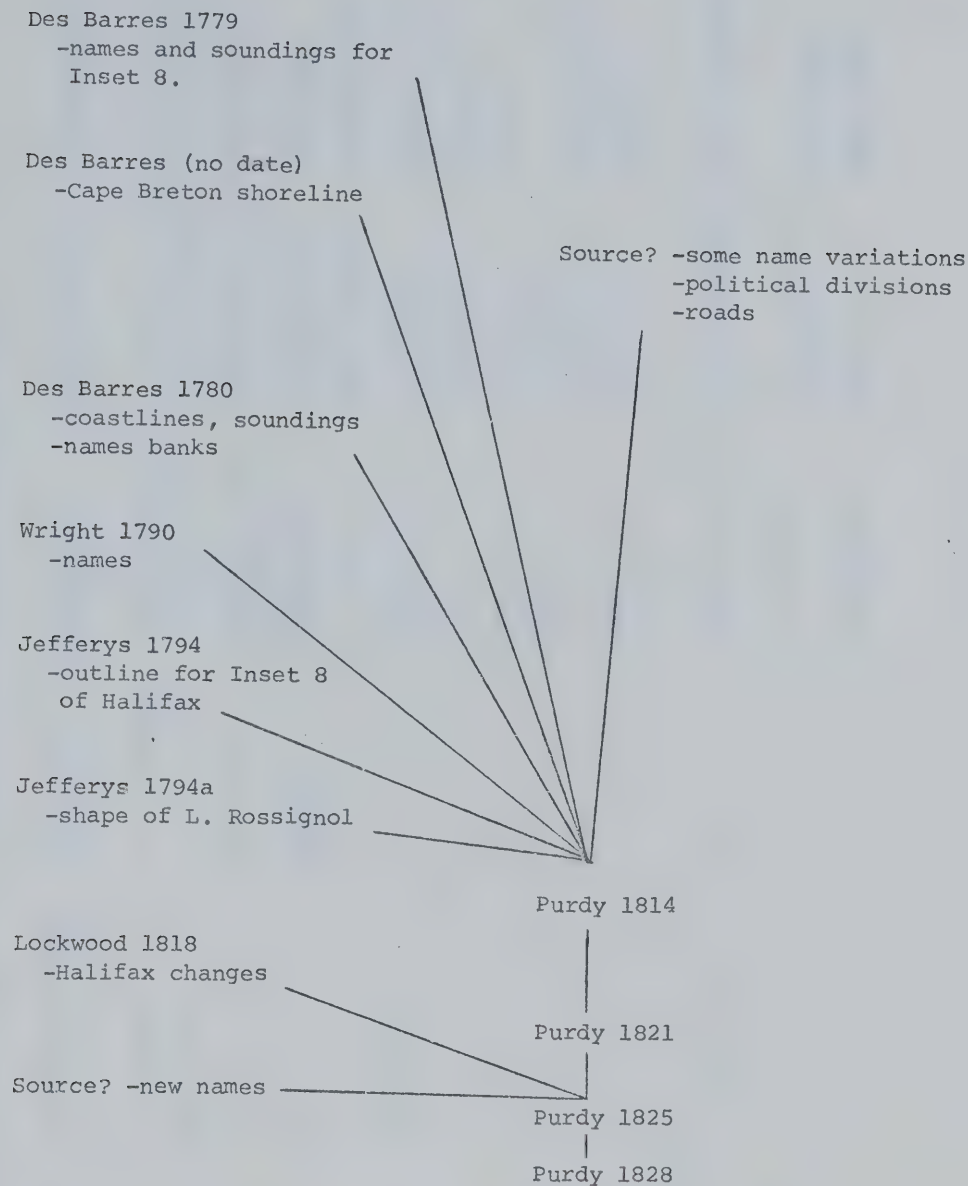 Des Barres 1779
-names and soundings for
Inset 8.
Des Barres (no date)
-Cape Breton shoreline
Source? -some name variations
-political divisions
-roads
Des Barres 1780
-coastlines, soundings
-names banks
Wright 1790
-names
Jefferys 1794
-outline for Inset 8
of Halifax
Jefferys 1794a
-shape of L. Rossignol
Purdy 1814
Lockwood 1818
-Halifax changes
Purdy 1821
Source? -new names
Purdy 1825
Purdy 1828